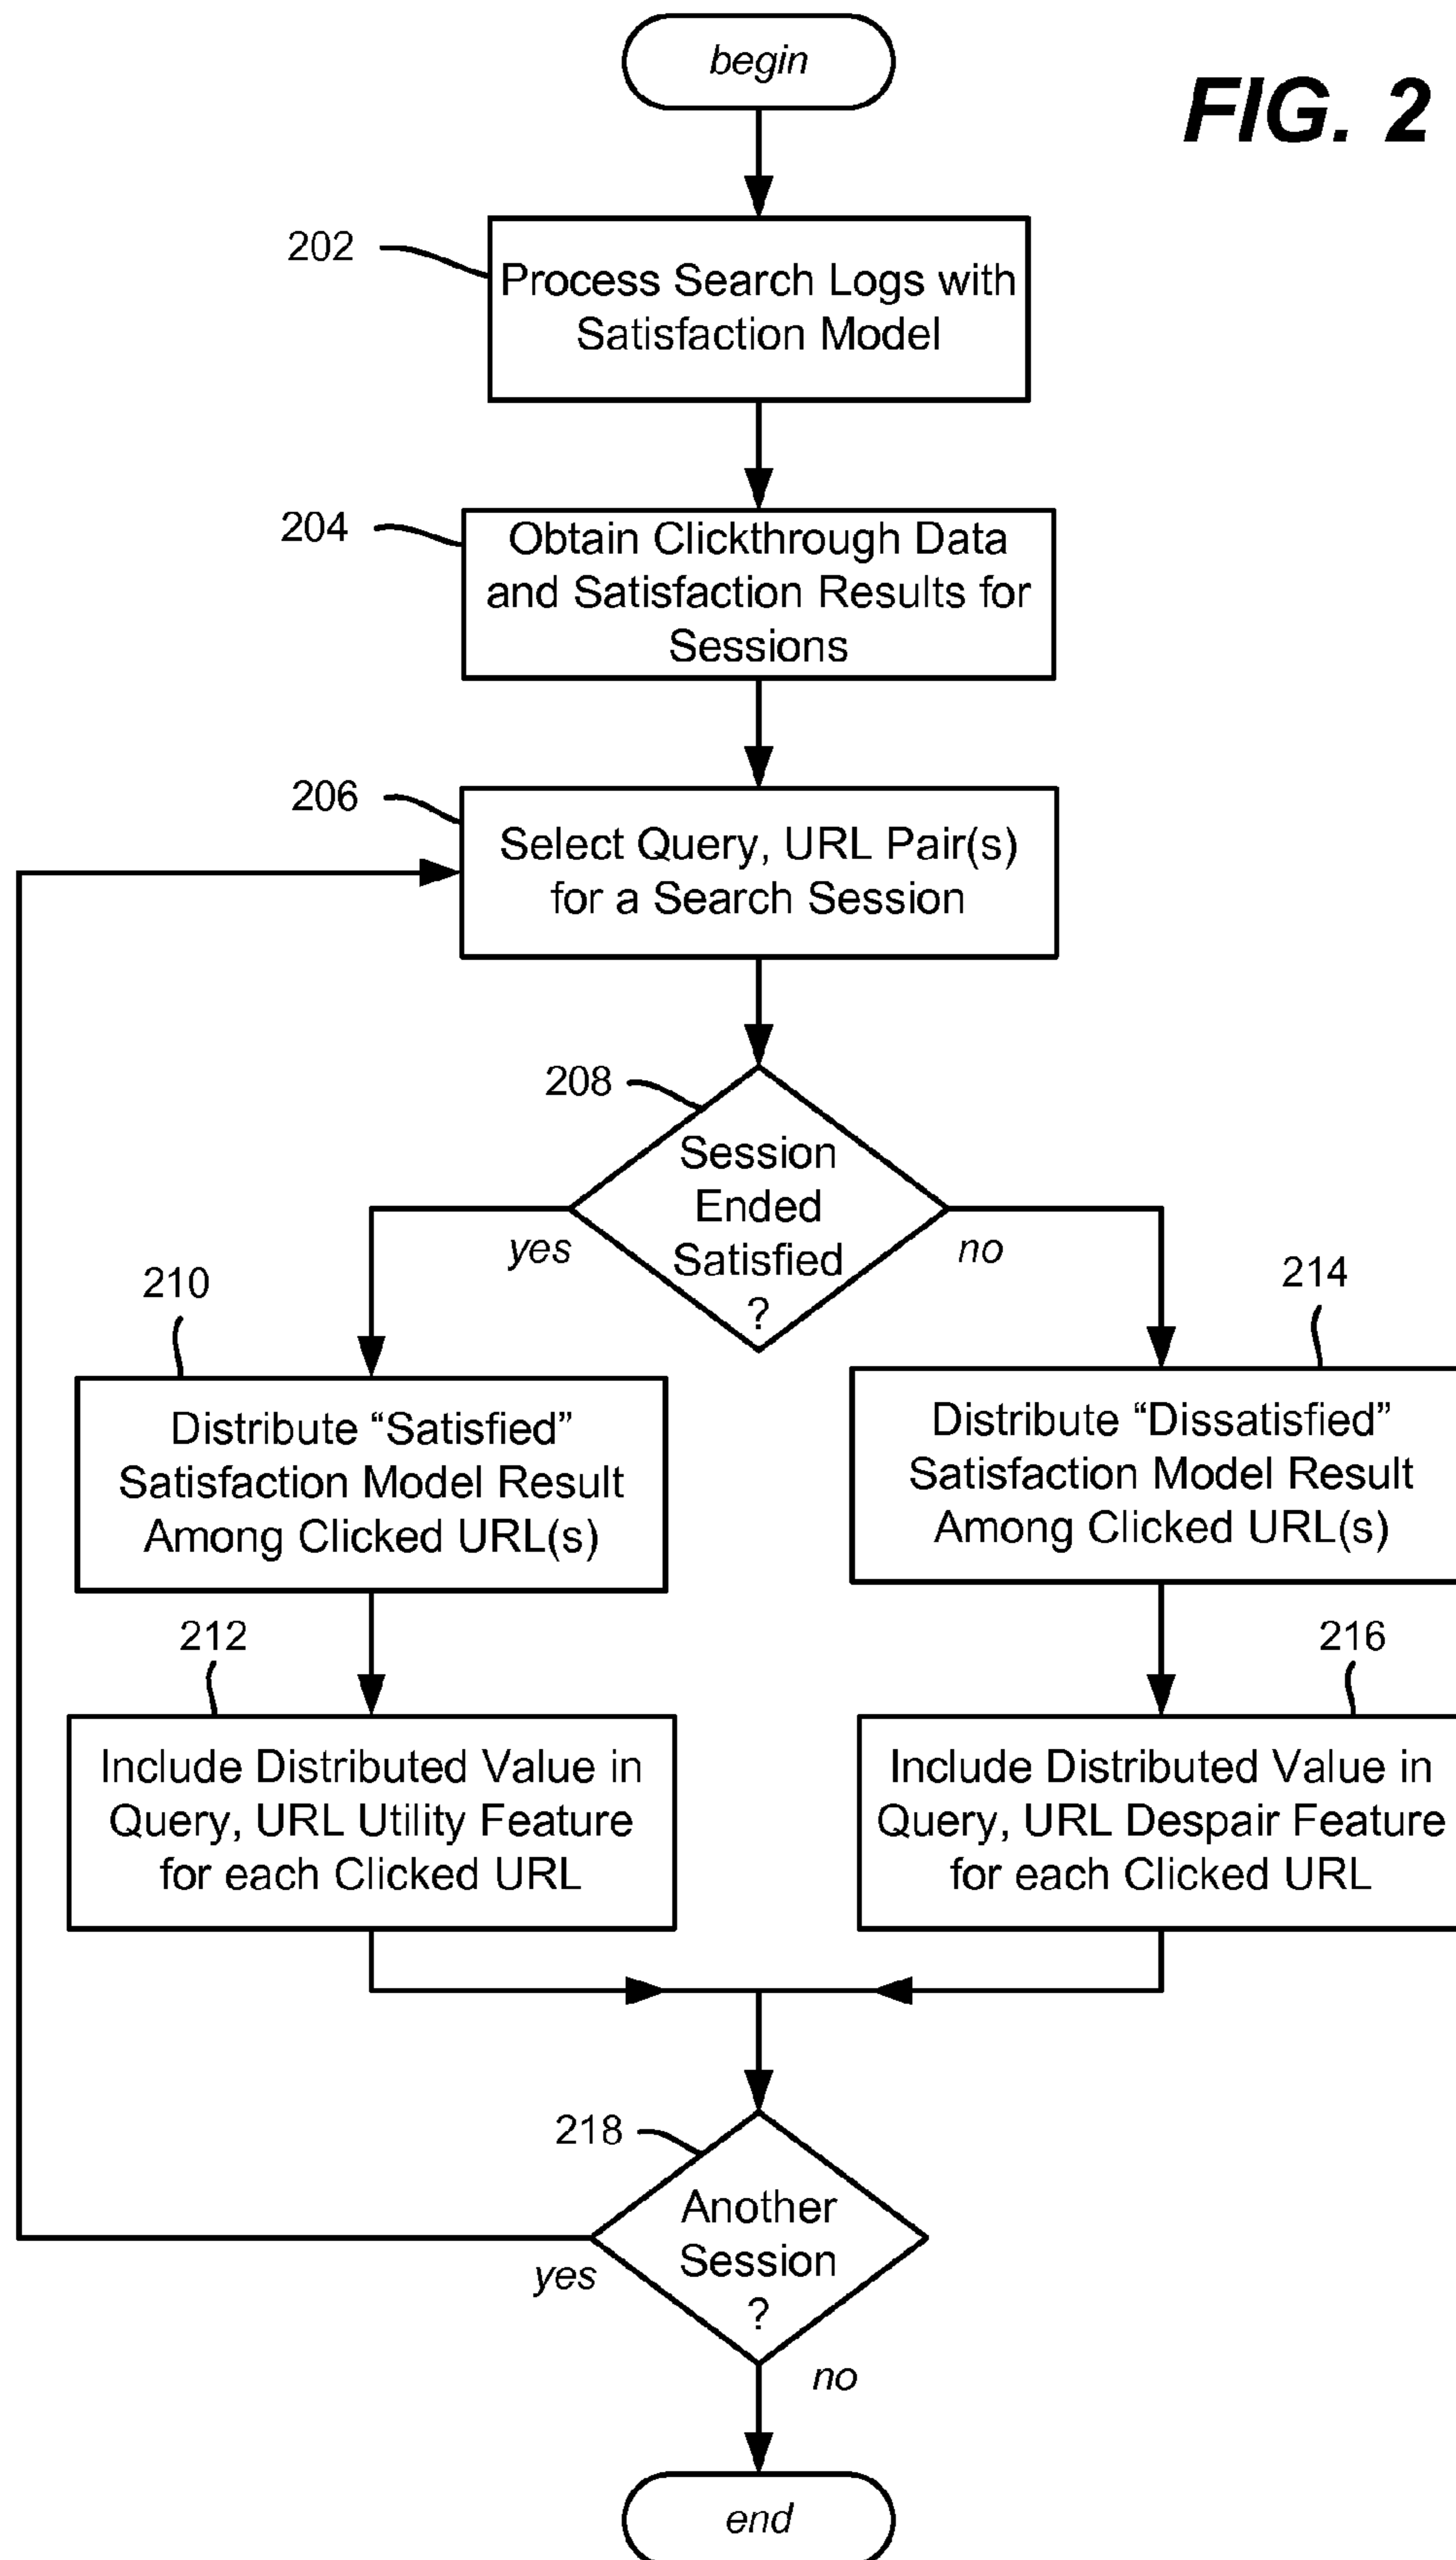 begin
FIG. 2
202
Process Search Logs with
Satisfaction Model
204
Obtain Clickthrough Data
and Satisfaction Results for
Sessions
206
Select Query, URL Pair(s)
for a Search Session
208
Session
Ended
Satisfied
?
yes
no
210
Distribute “Satisfied”
Satisfaction Model Result
Among Clicked URL(s)
214
Distribute “Dissatisfied”
Satisfaction Model Result
Among Clicked URL(s)
212
Include Distributed Value in
Query, URL Utility Feature
for each Clicked URL
216
Include Distributed Value in
Query, URL Despair Feature
for each Clicked URL
218
Another
Session
?
yes
no
end